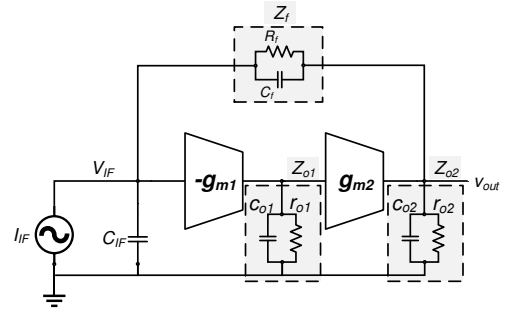 Z_f
R_f
C_f
V_IF
-g_m1
Z_o1
g_m2
Z_o2
v_out
I_IF
C_IF
c_o1
r_o1
c_o2
r_o2